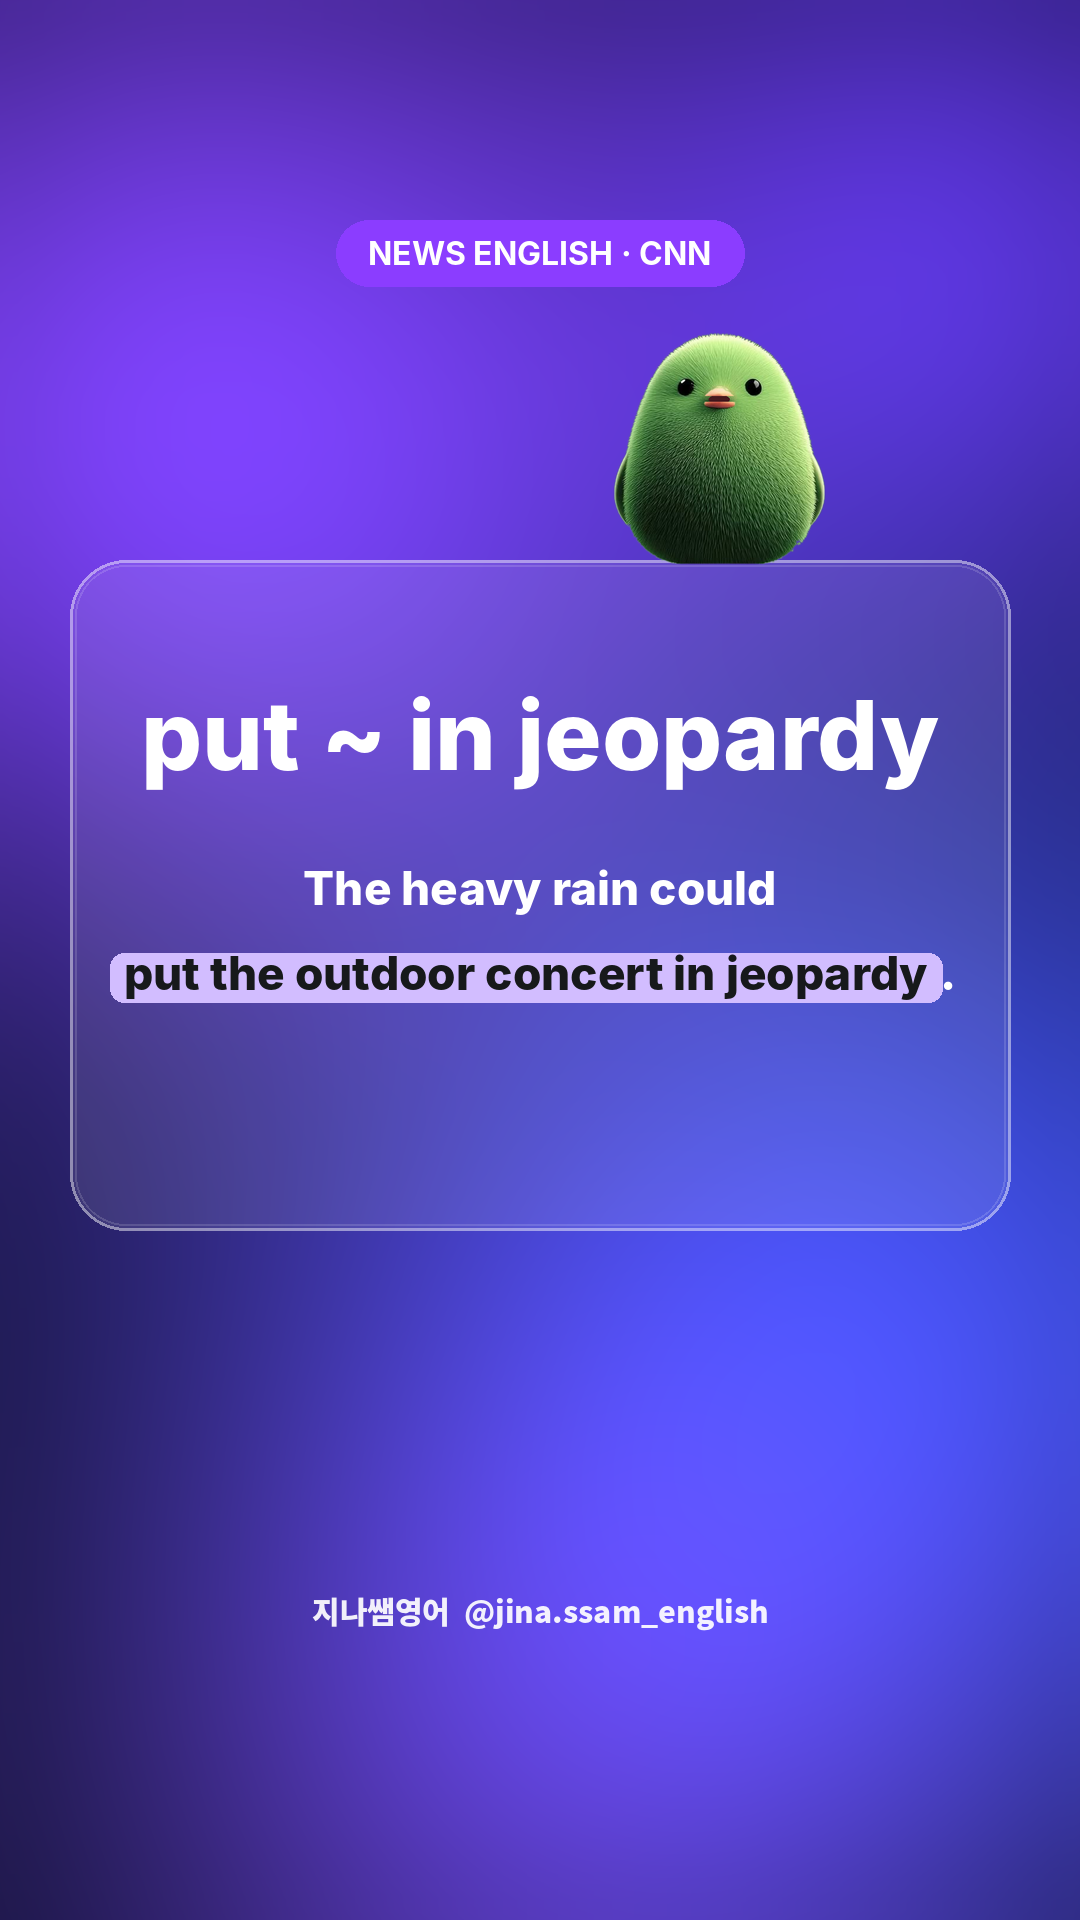 NEWS ENGLISH · CNN
put ~ in jeopardy
The heavy rain could
put the outdoor concert in jeopardy.
지나쌤영어 @jina.ssam_english